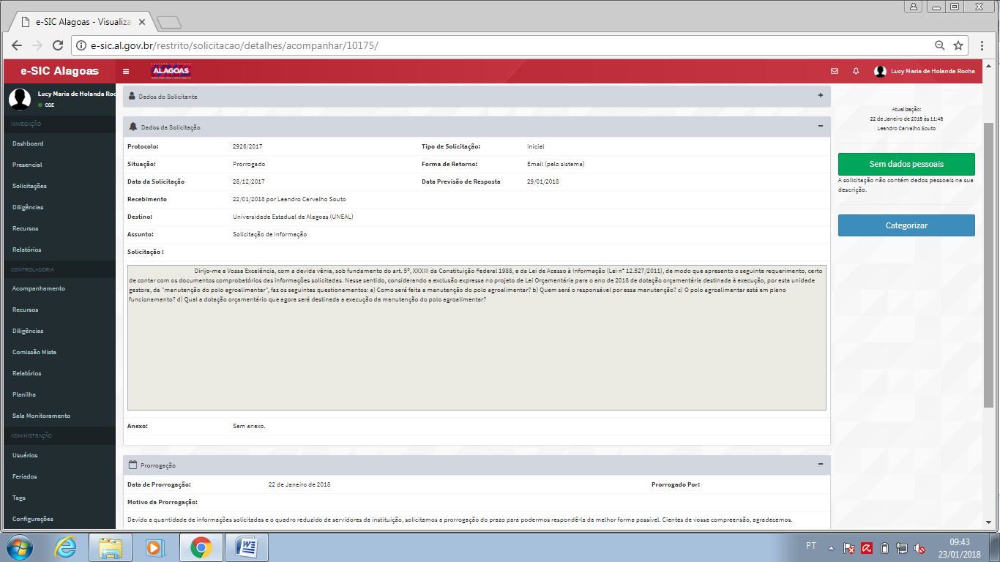 e-SIC Alagoas - Visualiza
e-sic.al.gov.br/restrito/solicitacao/detalhes/acompanhar/10175/
e-SIC Alagoas
ALAGOAS
Lucy Maria de Holanda Rocha
Lucy Maria de Holanda Roc
CGE
NAVEGAÇÃO
Dashboard
Presencial
Solicitações
Diligências
Recursos
Relatórios
CONTROLADORIA
Acompanhamento
Recursos
Diligências
Comissão Mista
Relatórios
Planilha
Sala Monitoramento
ADMINISTRAÇÃO
Usuários
Feriados
Tags
Configurações
Dados do Solicitante
Dados da Solicitação
Protocolo: 2926/2017 Tipo de Solicitação: Inicial
Situação: Prorrogado Forma de Retorno: Email (pelo sistema)
Data da Solicitação 28/12/2017 Data Previsão de Resposta 29/01/2018
Recebimento 22/01/2018 por Leandro Carvalho Souto
Destino: Universidade Estadual de Alagoas (UNEAL)
Assunto: Solicitação de Informação
Solicitação :
Dirijo-me a Vossa Excelência, com a devida vênia, sob fundamento do art. 5º, XXXIII da Constituição Federal 1988, e da Lei de Acesso à Informação (Lei n° 12.527/2011), de modo que apresento o seguinte requerimento, certo
de contar com os documentos comprobatórios das informações solicitadas. Nesse sentido, considerando a exclusão expressa no projeto de Lei Orçamentária para o ano de 2018 de dotação orçamentária destinada à execução, por esta unidade
gestora, da "manutenção do polo agroalimentar", faz os seguintes questionamentos: a) Como será feita a manutenção do polo agroalimentar? b) Quem será o responsável por essa manutenção? c) O polo agroalimentar está em pleno
funcionamento? d) Qual a dotação orçamentário que agora será destinada a execução da manutenção do polo agroalimentar?
Anexo: Sem anexo.
Prorrogação
Data de Prorrogação: 22 de Janeiro de 2018 Prorrogado Por:
Motivo da Prorrogação:
Devido a quantidade de informações solicitadas e o quadro reduzido de servidores da instituição, solicitamos a prorrogação do prazo para podermos respondê-la da melhor forma possível. Cientes de vossa compreensão, agradecemos.
Atualização:
22 de Janeiro de 2018 às 11:48
Leandro Carvalho Souto
Sem dados pessoais
A solicitação não contém dados pessoais na sua
descrição.
Categorizar
PT
09:43
23/01/2018